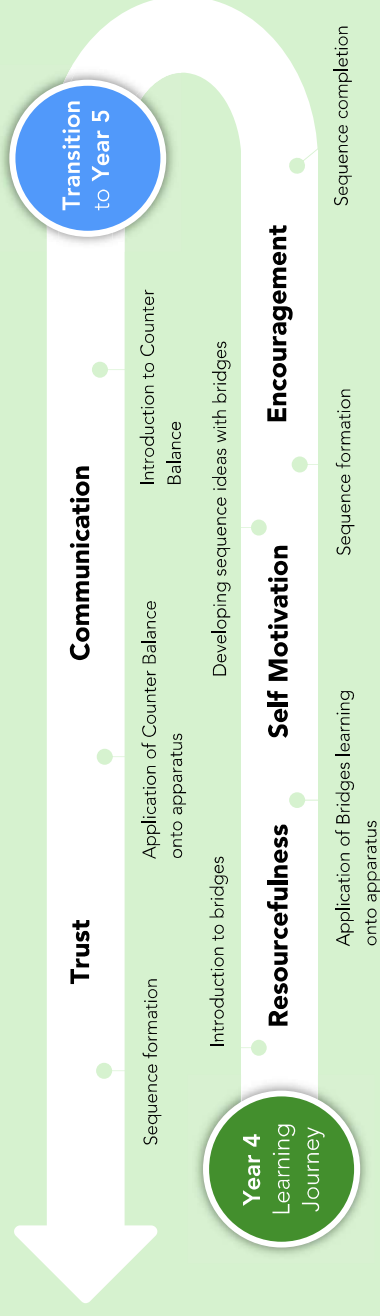 Year 4
Learning
Journey
Introduction to bridges
Resourcefulness
Application of Bridges learning
onto apparatus
Developing sequence ideas with bridges
Self Motivation
Sequence formation
Encouragement
Sequence completion
Transition
to Year 5
Introduction to Counter
Balance
Communication
Application of Counter Balance
onto apparatus
Trust
Sequence formation